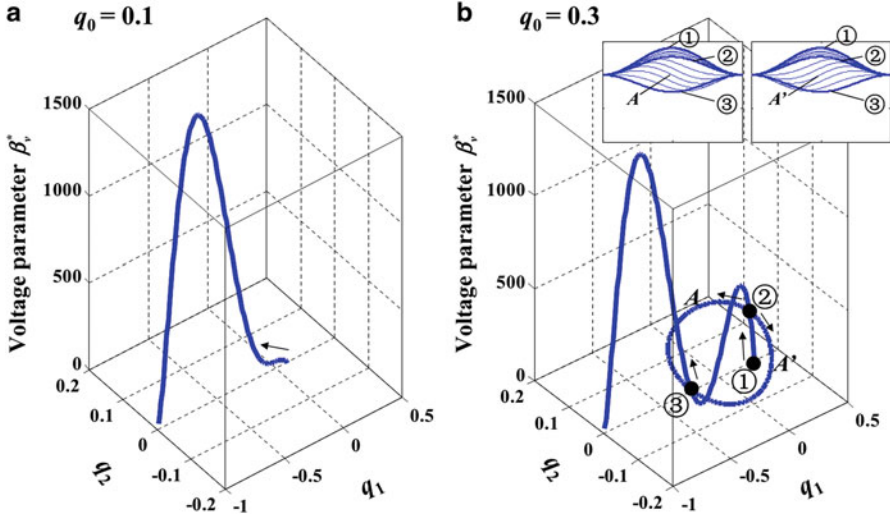 a
q0 = 0.1
Voltage parameter β*v
1500
1000
500
0
0.2
0.1
0
-0.1
-0.2
q2
-1
-0.5
0
0.5
q1
b
q0 = 0.3
Voltage parameter β*v
1500
1000
500
0
0.2
0.1
0
-0.1
-0.2
q2
-1
-0.5
0
0.5
q1
①
②
A
③
①
②
A'
③
A
②
①
A'
③